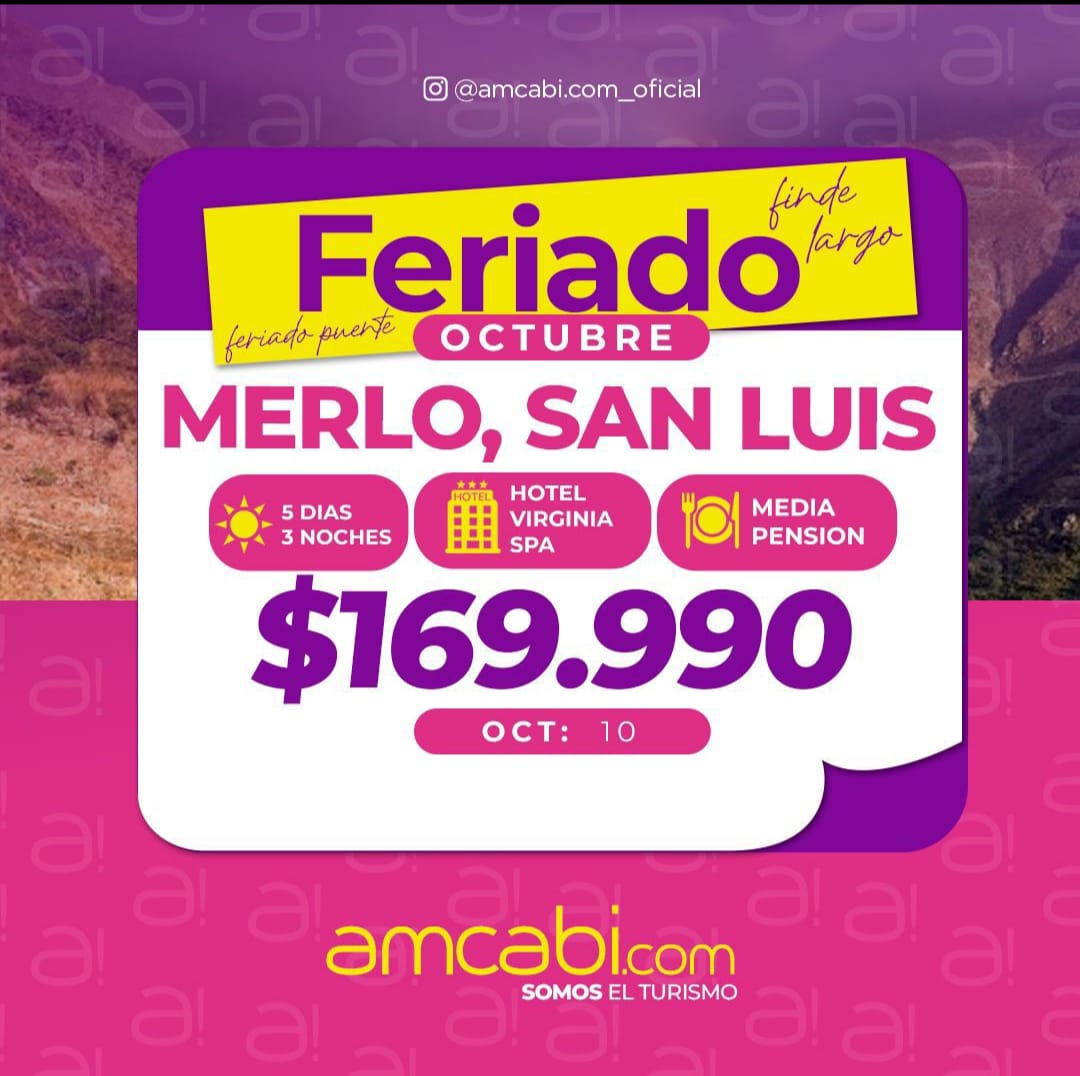 @amcabi.com_oficial
finde
largo
Feriado
feriado puente
OCTUBRE
MERLO, SAN LUIS
5 DIAS
3 NOCHES
HOTEL
HOTEL
VIRGINIA
SPA
MEDIA
PENSION
$169.990
OCT: 10
amcabi.com
SOMOS EL TURISMO